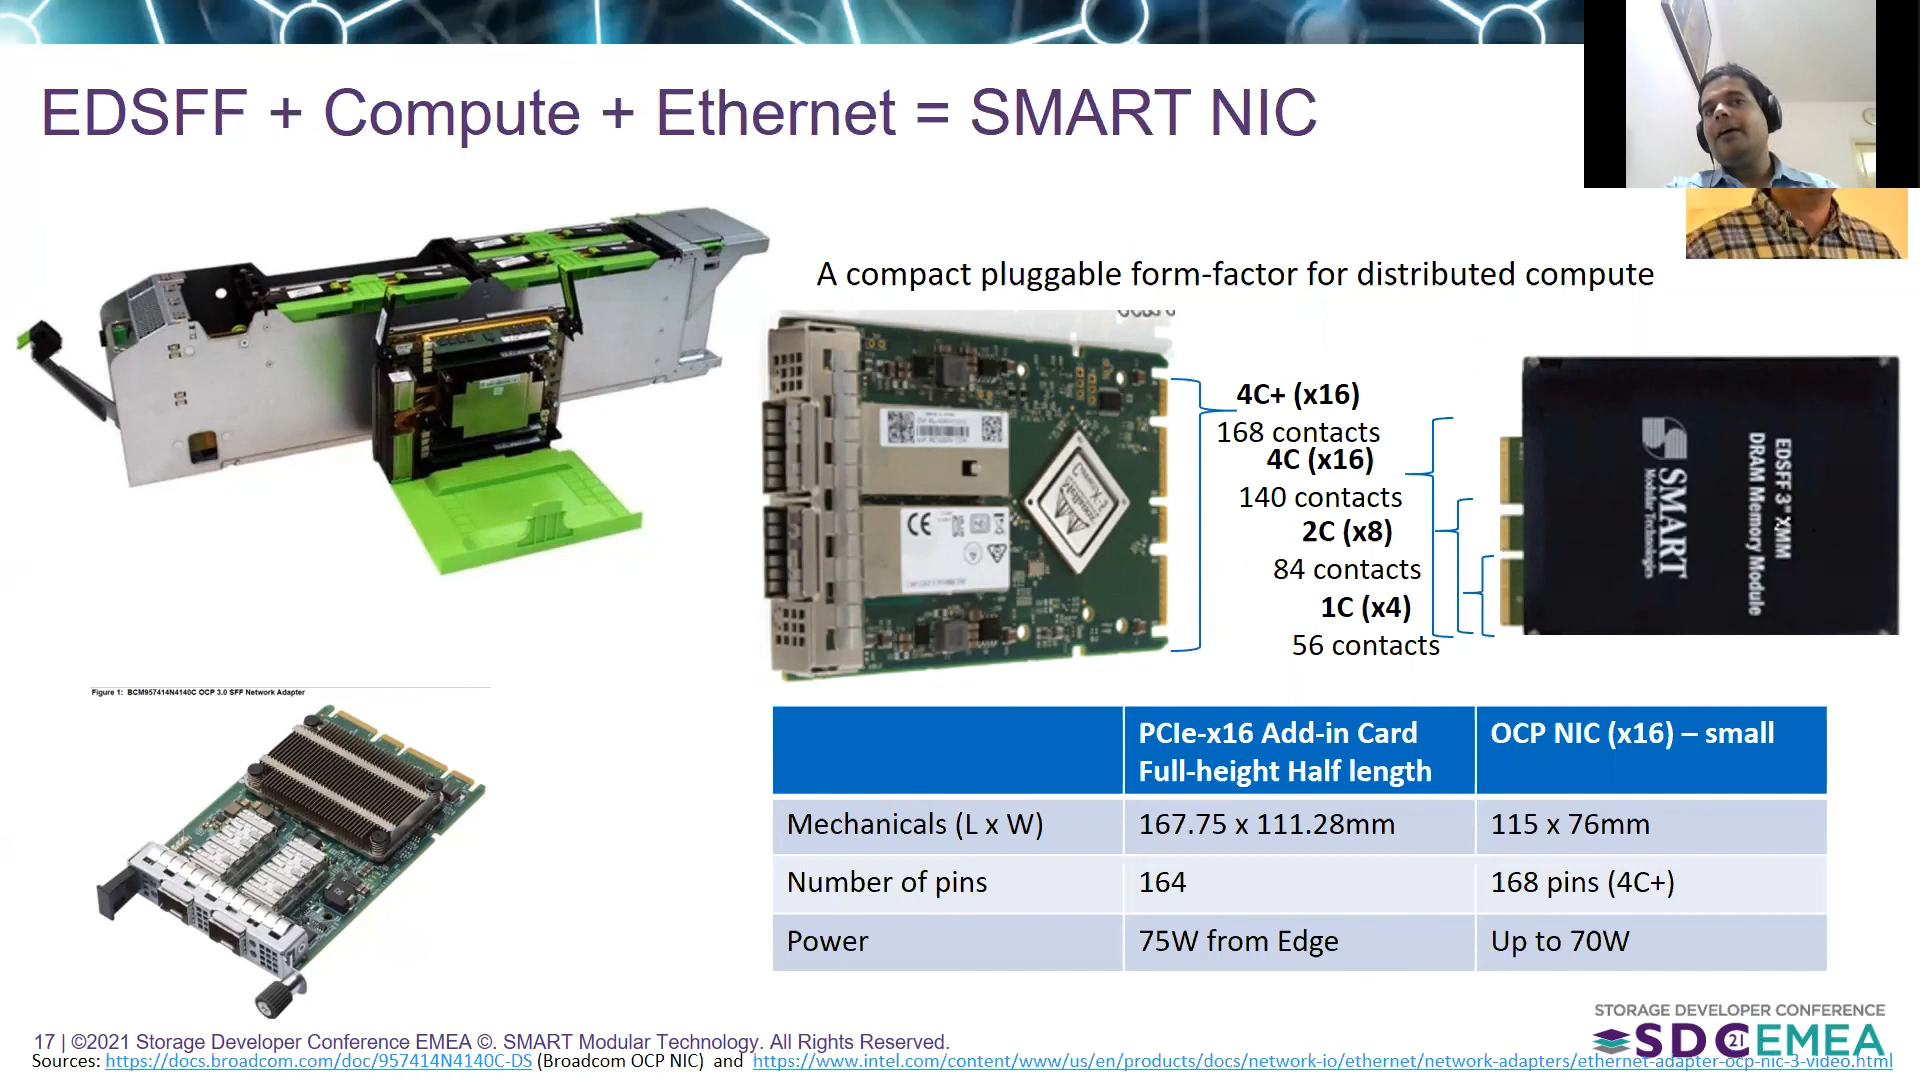 EDSFF + Compute + Ethernet = SMART NIC
A compact pluggable form-factor for distributed compute
4C+ (x16)
168 contacts
4C (x16)
140 contacts
2C (x8)
84 contacts
1C (x4)
56 contacts
SMART
Modular Technologies
EDSFF 3" XMM
DRAM Memory Module
CE
Figure 1: BCM957414N4140C OCP 3.0 SFF Network Adapter
PCIe-x16 Add-in Card
Full-height Half length
OCP NIC (x16) – small
Mechanicals (L x W)
167.75 x 111.28mm
115 x 76mm
Number of pins
164
168 pins (4C+)
Power
75W from Edge
Up to 70W
STORAGE DEVELOPER CONFERENCE
SDC 21 EMEA
17 | ©2021 Storage Developer Conference EMEA ©. SMART Modular Technology. All Rights Reserved.
Sources: https://docs.broadcom.com/doc/957414N4140C-DS (Broadcom OCP NIC) and https://www.intel.com/content/www/us/en/products/docs/network-io/ethernet/network-adapters/ethernet-adapter-ocp-nic-3-video.html